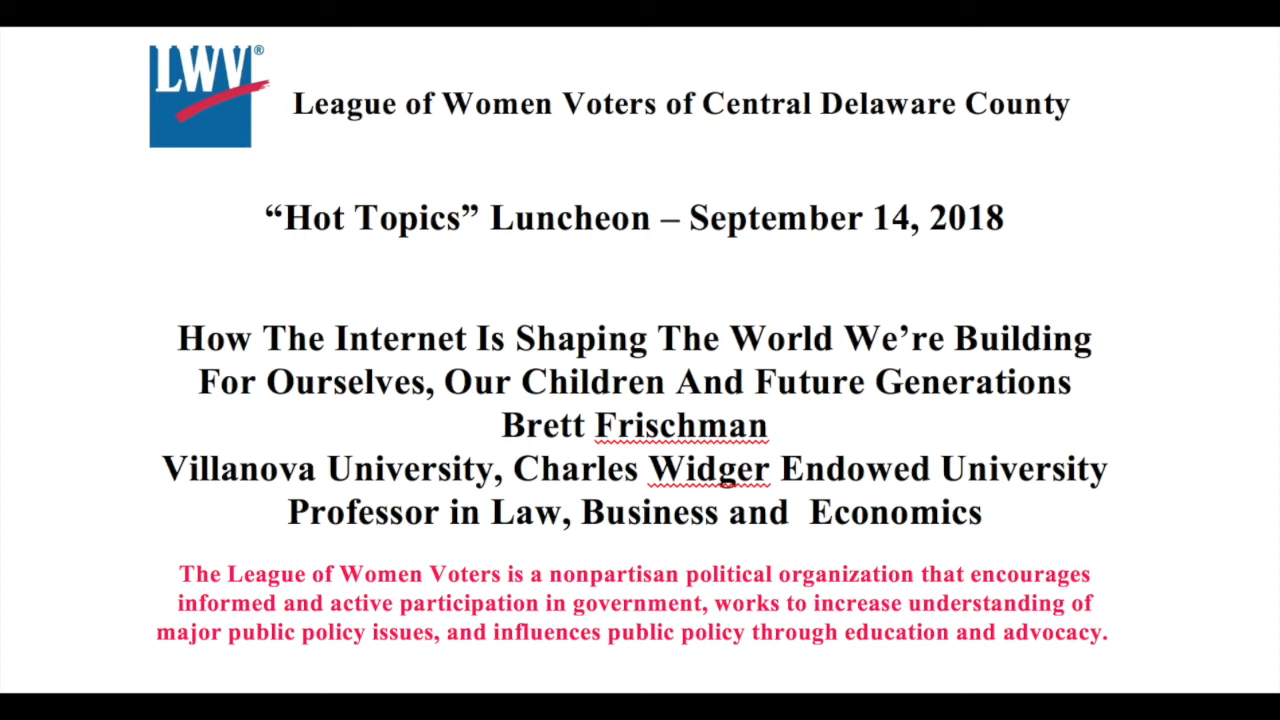 LWV®
League of Women Voters of Central Delaware County
“Hot Topics” Luncheon – September 14, 2018
How The Internet Is Shaping The World We’re Building
For Ourselves, Our Children And Future Generations
Brett Frischman
Villanova University, Charles Widger Endowed University
Professor in Law, Business and  Economics
The League of Women Voters is a nonpartisan political organization that encourages
informed and active participation in government, works to increase understanding of
major public policy issues, and influences public policy through education and advocacy.